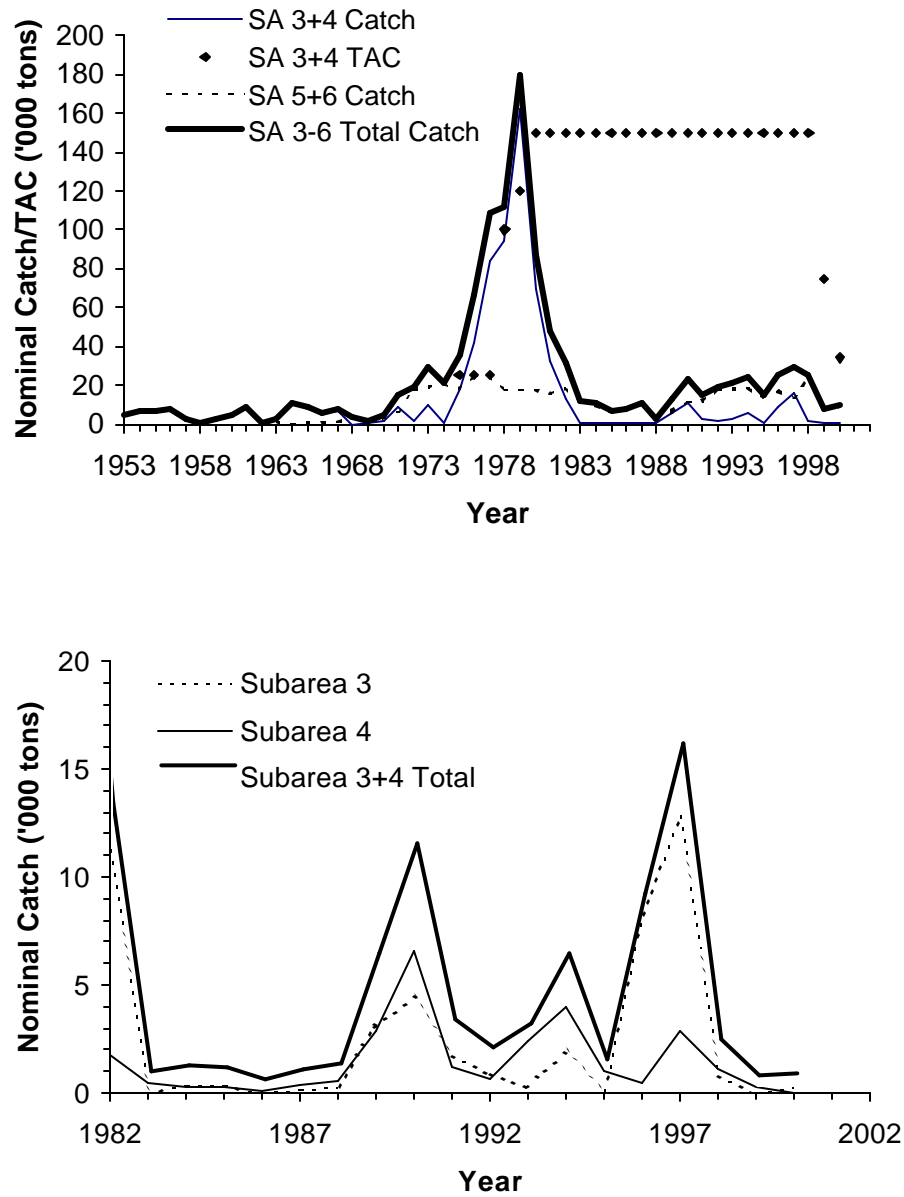 SA 3+4 Catch
SA 3+4 TAC
SA 5+6 Catch
SA 3-6 Total Catch
Nominal Catch/TAC ('000 tons)
200
180
160
140
120
100
80
60
40
20
0
1953 1958 1963 1968 1973 1978 1983 1988 1993 1998
Year
Subarea 3
Subarea 4
Subarea 3+4 Total
Nominal Catch ('000 tons)
20
15
10
5
0
1982 1987 1992 1997 2002
Year